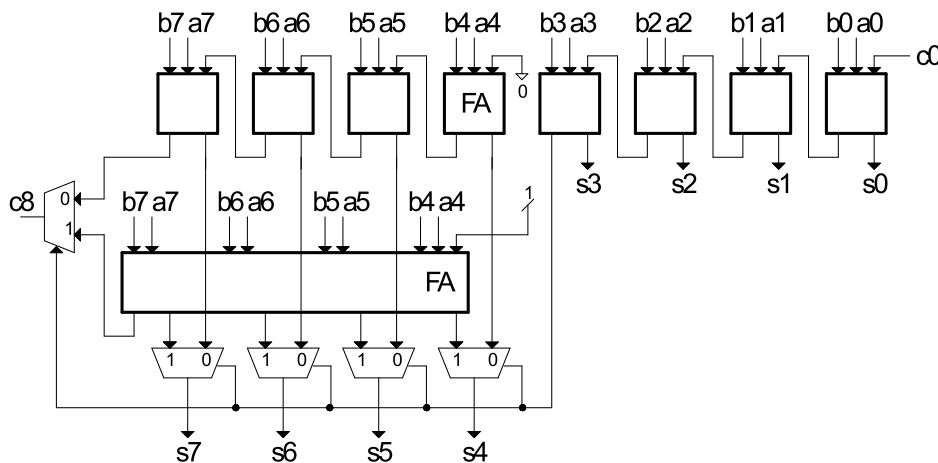 b7 a7 b6 a6 b5 a5 b4 a4 b3 a3 b2 a2 b1 a1 b0 a0
c0
0
FA
s3 s2 s1 s0
c8 0 1
b7 a7 b6 a6 b5 a5 b4 a4 1
FA
1 0 1 0 1 0 1 0
s7 s6 s5 s4